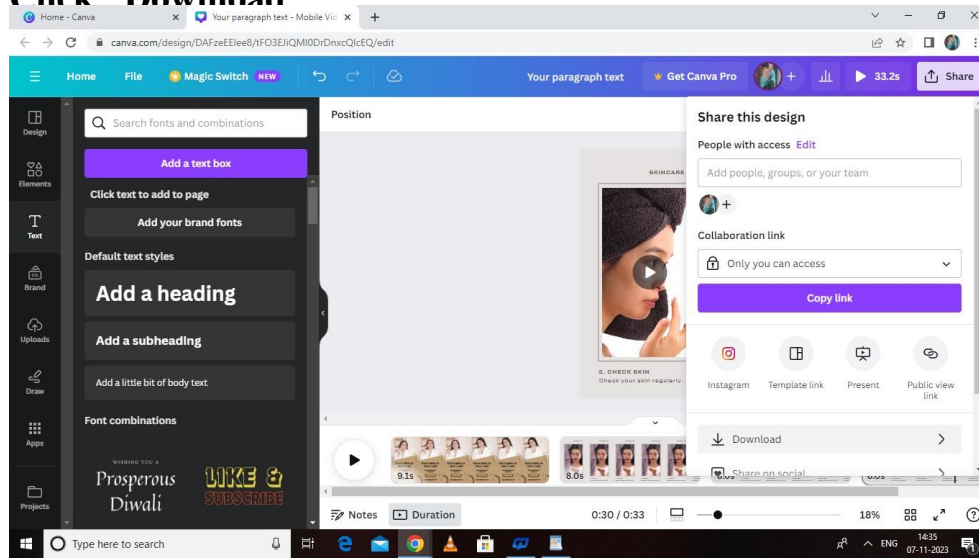 Click "Download"
Home - Canva
Your paragraph text - Mobile Vid
canva.com/design/DAFzeEElee8/tFO3EJiQMI0DrDnxcQlcEQ/edit
Home File Magic Switch NEW Your paragraph text Get Canva Pro 33.2s Share
Design
Elements
Text
Brand
Uploads
Draw
Apps
Projects
Search fonts and combinations
Add a text box
Click text to add to page
Add your brand fonts
Default text styles
Add a heading
Add a subheading
Add a little bit of body text
Font combinations
WISHING YOU A
Prosperous
Diwali
LIKE &
SUBSCRIBE
Position
SKINCARE
3. CHECK SKIN
Check your skin regularly.
Share this design
People with access Edit
Add people, groups, or your team
Collaboration link
Only you can access
Copy link
Instagram
Template link
Present
Public view
link
Download
Share on social
9.1s
8.0s
8.0s
8.0s
Notes Duration 0:30 / 0:33 18%
Type here to search
ENG
14:35
07-11-2023